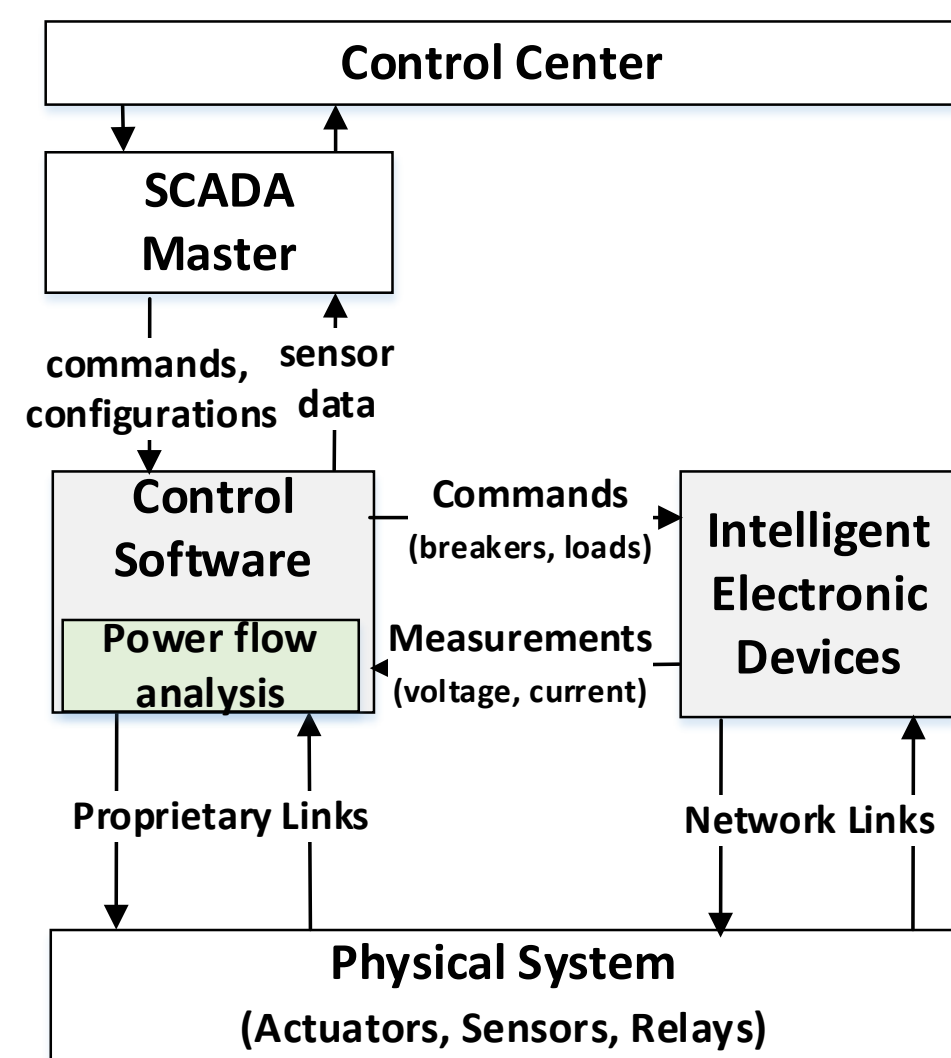 Control Center
SCADA
Master
commands,
configurations
sensor
data
Control
Software
Power flow
analysis
Commands
(breakers, loads)
Measurements
(voltage, current)
Intelligent
Electronic
Devices
Proprietary Links
Network Links
Physical System
(Actuators, Sensors, Relays)